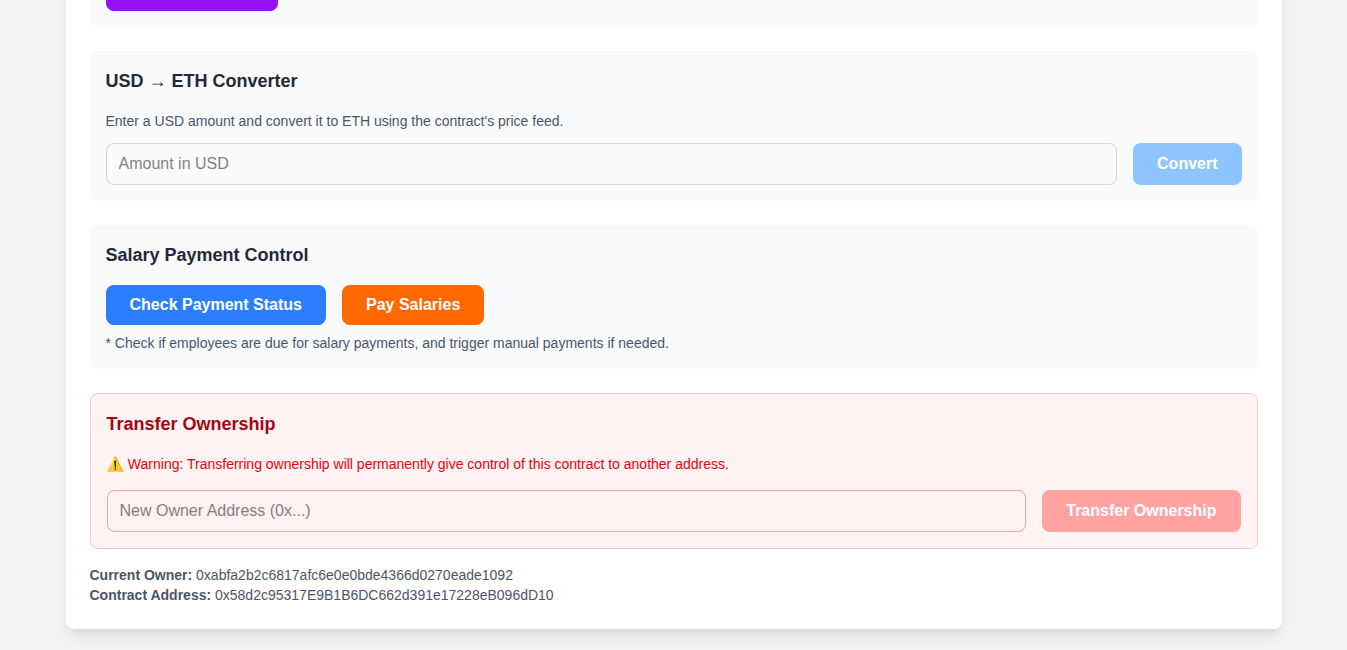 USD → ETH Converter
Enter a USD amount and convert it to ETH using the contract's price feed.
Amount in USD
Convert
Salary Payment Control
Check Payment Status
Pay Salaries
* Check if employees are due for salary payments, and trigger manual payments if needed.
Transfer Ownership
⚠️ Warning: Transferring ownership will permanently give control of this contract to another address.
New Owner Address (0x...)
Transfer Ownership
Current Owner: 0xabfa2b2c6817afc6e0e0bde4366d0270eade1092
Contract Address: 0x58d2c95317E9B1B6DC662d391e17228eB096dD10